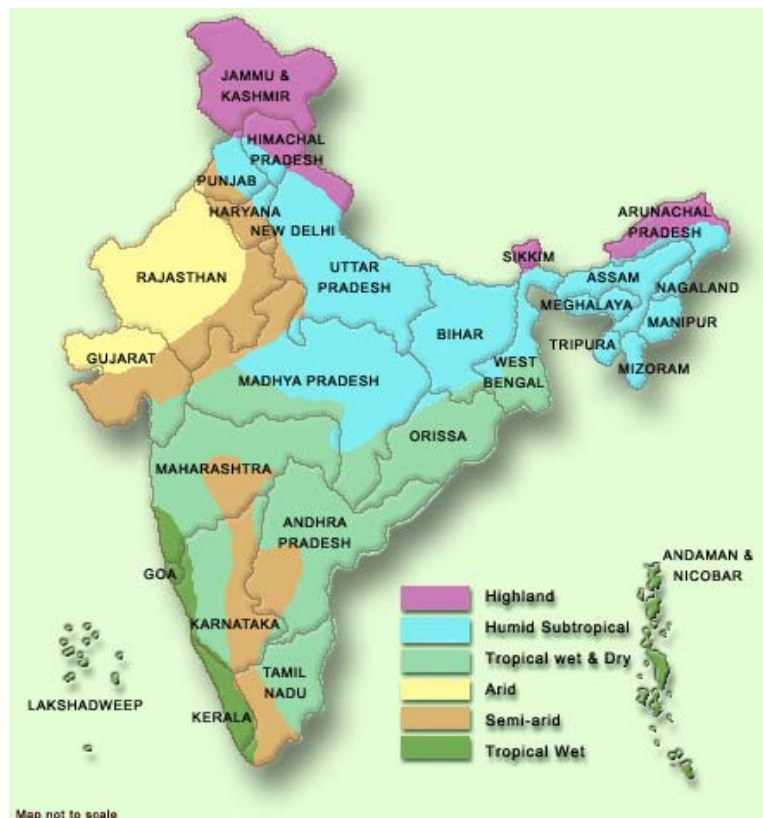 JAMMU &
KASHMIR
HIMACHAL
PRADESH
PUNJAB
HARYANA
NEW DELHI
ARUNACHAL
PRADESH
SIKKIM
RAJASTHAN
UTTAR
PRADESH
ASSAM
NAGALAND
MEGHALAYA
MANIPUR
BIHAR
TRIPURA
GUJARAT
WEST
BENGAL
MIZORAM
MADHYA PRADESH
ORISSA
MAHARASHTRA
ANDHRA
PRADESH
ANDAMAN &
NICOBAR
GOA
KARNATAKA
TAMIL
NADU
LAKSHADWEEP
KERALA
Highland
Humid Subtropical
Tropical wet & Dry
Arid
Semi-arid
Tropical Wet
Map not to scale